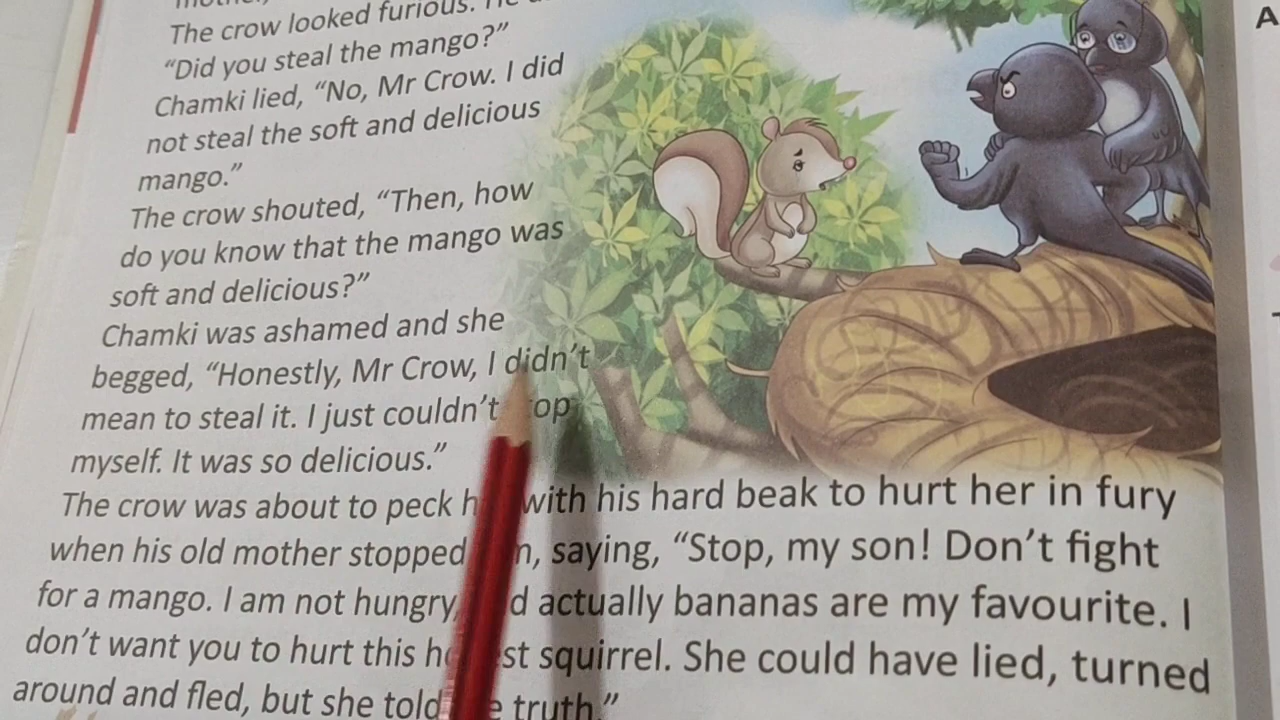 The crow looked furious. He
"Did you steal the mango?"
Chamki lied, "No, Mr Crow. I did
not steal the soft and delicious
mango."
The crow shouted, "Then, how
do you know that the mango was
soft and delicious?"
Chamki was ashamed and she
begged, "Honestly, Mr Crow, I didn't
mean to steal it. I just couldn't
myself. It was so delicious."
The crow was about to peck with his hard beak to hurt her in fury
when his old mother stopped saying, "Stop, my son! Don't fight
for a mango. I am not hungry, actually bananas are my favourite. I
don't want you to hurt this squirrel. She could have lied, turned
around and fled, but she told truth."
A